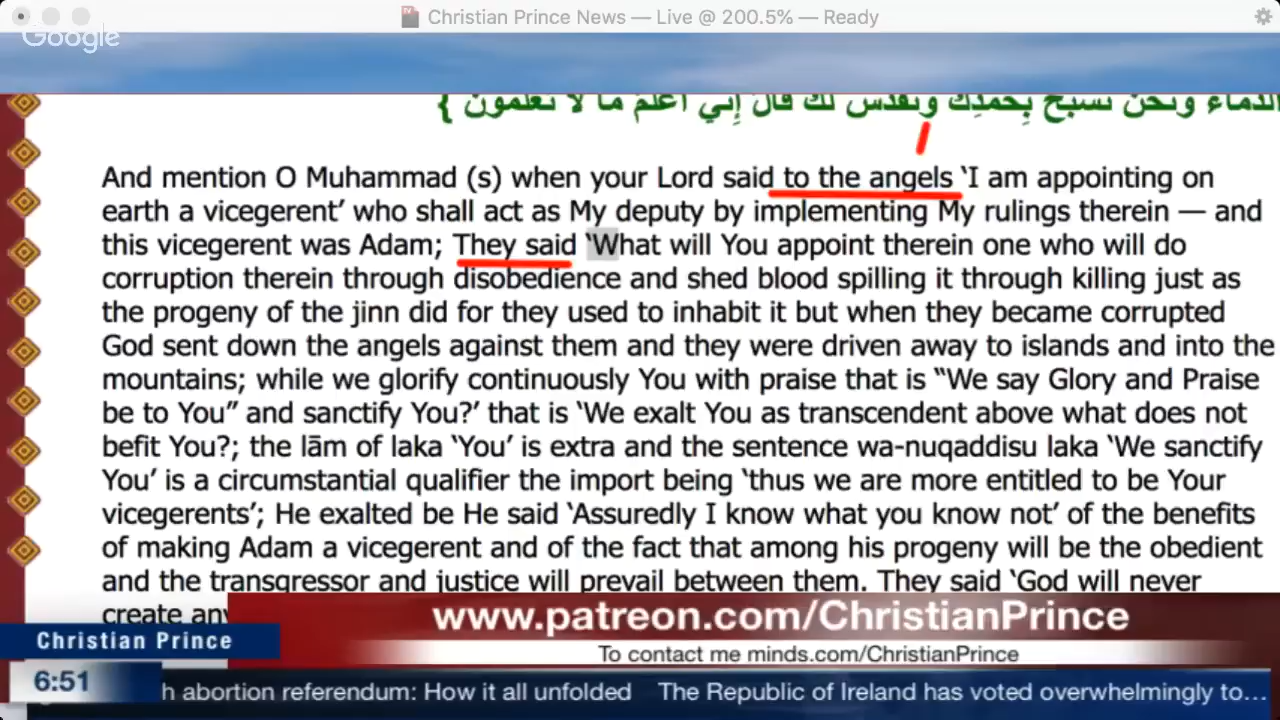 Christian Prince News — Live @ 200.5% — Ready
Google
ونحن نسبح بِحَمْدِكَ ونقدس لك قال إِني أعلم ما لا تعلمون }
And mention O Muhammad (s) when your Lord said to the angels ‘I am appointing on
earth a vicegerent’ who shall act as My deputy by implementing My rulings therein — and
this vicegerent was Adam; They said ‘What will You appoint therein one who will do
corruption therein through disobedience and shed blood spilling it through killing just as
the progeny of the jinn did for they used to inhabit it but when they became corrupted
God sent down the angels against them and they were driven away to islands and into the
mountains; while we glorify continuously You with praise that is “We say Glory and Praise
be to You” and sanctify You?’ that is ‘We exalt You as transcendent above what does not
befit You?; the lām of laka ‘You’ is extra and the sentence wa-nuqaddisu laka ‘We sanctify
You’ is a circumstantial qualifier the import being ‘thus we are more entitled to be Your
vicegerents’; He exalted be He said ‘Assuredly I know what you know not’ of the benefits
of making Adam a vicegerent and of the fact that among his progeny will be the obedient
and the transgressor and justice will prevail between them. They said ‘God will never
create
www.patreon.com/ChristianPrince
Christian Prince
To contact me minds.com/ChristianPrince
6:51
h abortion referendum: How it all unfolded The Republic of Ireland has voted overwhelmingly to...